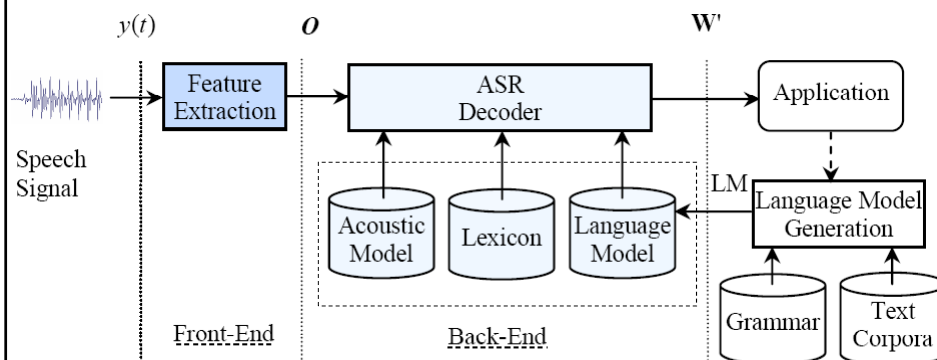 y(t)
O
W'
Speech
Signal
Feature
Extraction
ASR
Decoder
Application
Acoustic
Model
Lexicon
Language
Model
LM
Language Model
Generation
Grammar
Text
Corpora
Front-End
Back-End